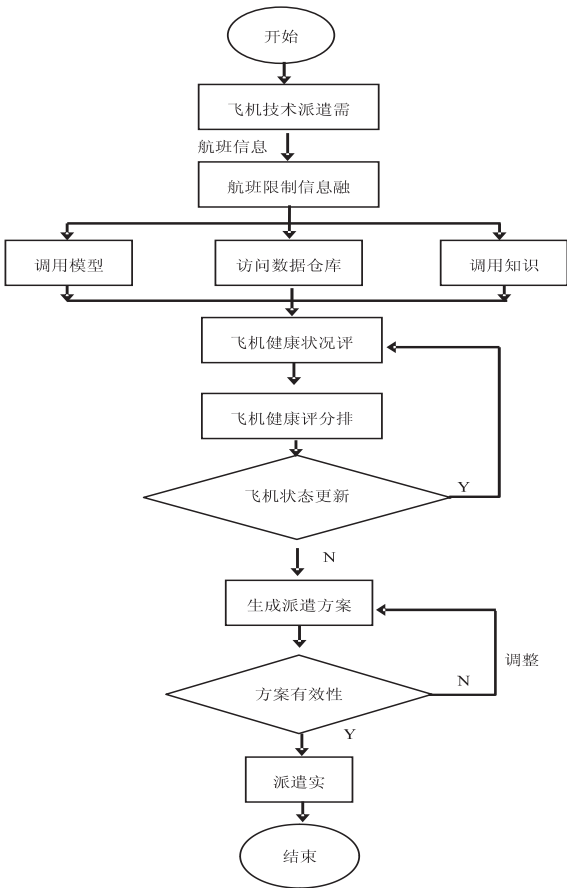 开始
飞机技术派遣需
航班信息
航班限制信息融
调用模型
访问数据仓库
调用知识
飞机健康状况评
飞机健康评分排
飞机状态更新
Y
N
生成派遣方案
调整
方案有效性
N
Y
派遣实
结束